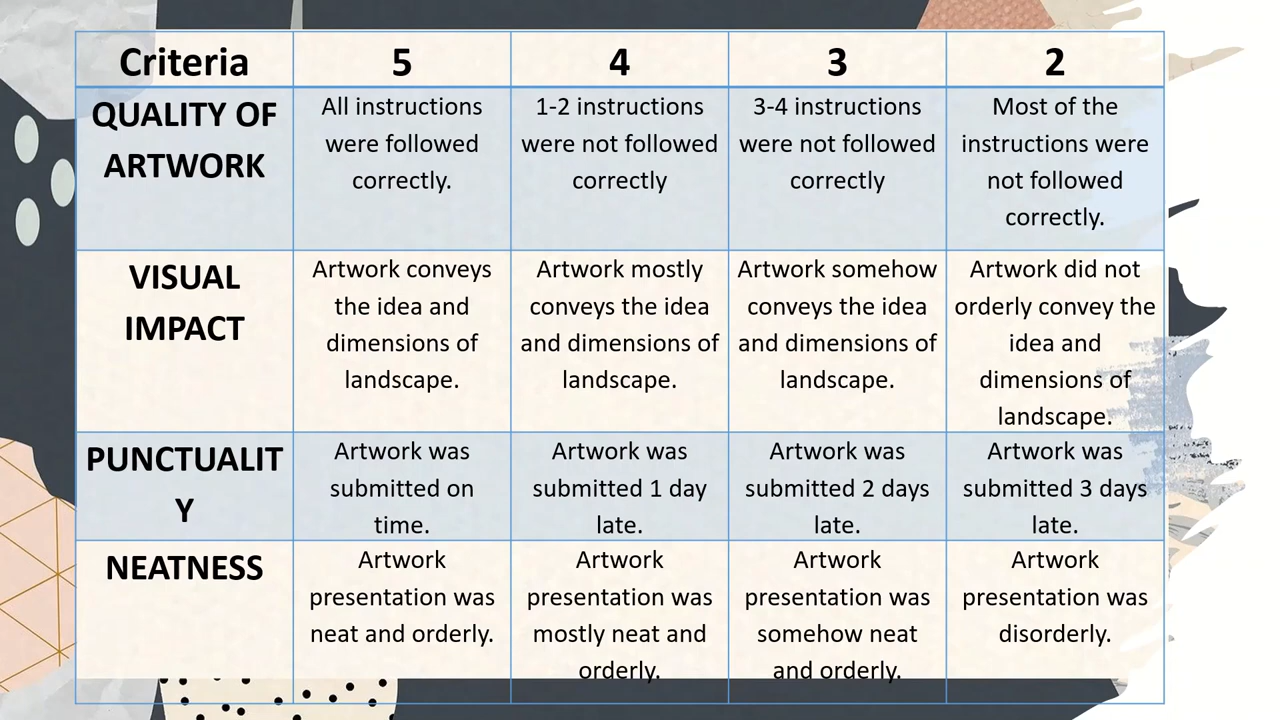 Criteria 5 4 3 2
QUALITY OF
ARTWORK
All instructions
were followed
correctly.
1-2 instructions
were not followed
correctly
3-4 instructions
were not followed
correctly
Most of the
instructions were
not followed
correctly.
VISUAL
IMPACT
Artwork conveys
the idea and
dimensions of
landscape.
Artwork mostly
conveys the idea
and dimensions of
landscape.
Artwork somehow
conveys the idea
and dimensions of
landscape.
Artwork did not
orderly convey the
idea and
dimensions of
landscape.
PUNCTUALIT
Y
Artwork was
submitted on
time.
Artwork was
submitted 1 day
late.
Artwork was
submitted 2 days
late.
Artwork was
submitted 3 days
late.
NEATNESS
Artwork
presentation was
neat and orderly.
Artwork
presentation was
mostly neat and
orderly.
Artwork
presentation was
somehow neat
and orderly.
Artwork
presentation was
disorderly.